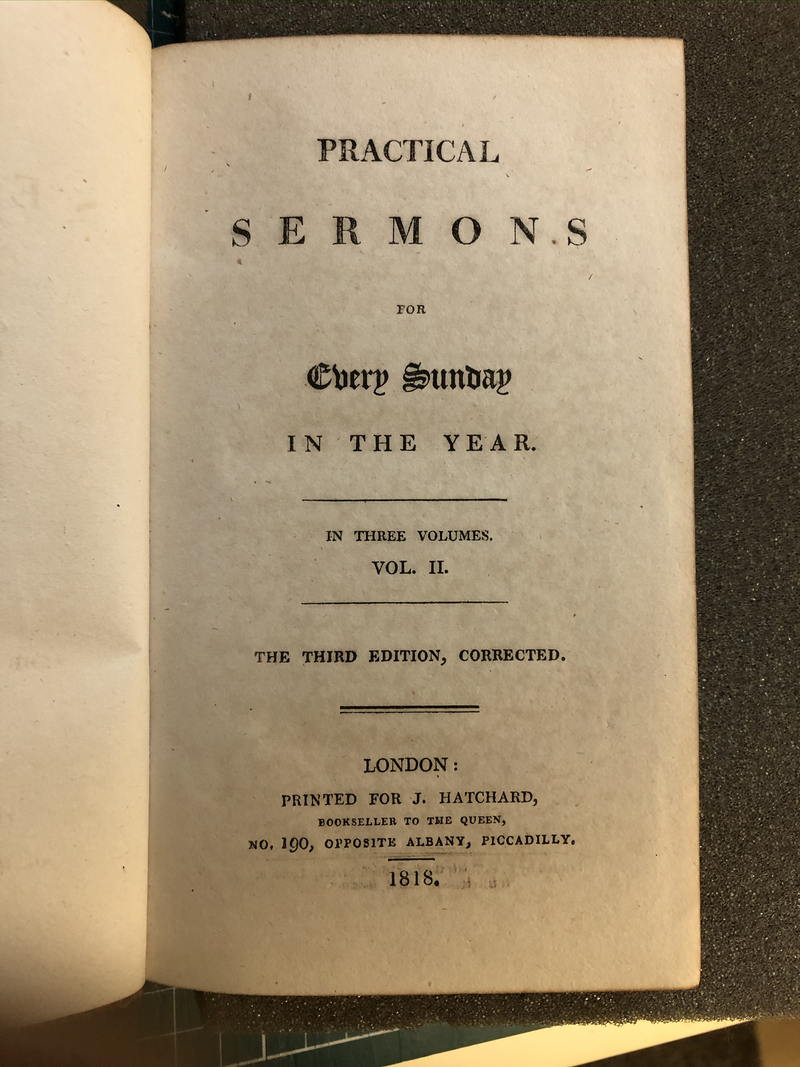 PRACTICAL
SERMON.S
FOR
Every Sunday
IN THE YEAR.
IN THREE VOLUMES.
VOL. II.
THE THIRD EDITION, CORRECTED.
LONDON:
PRINTED FOR J. HATCHARD,
BOOKSELLER TO THE QUEEN,
NO. 190, OPPOSITE ALBANY, PICCADILLY.
1818.